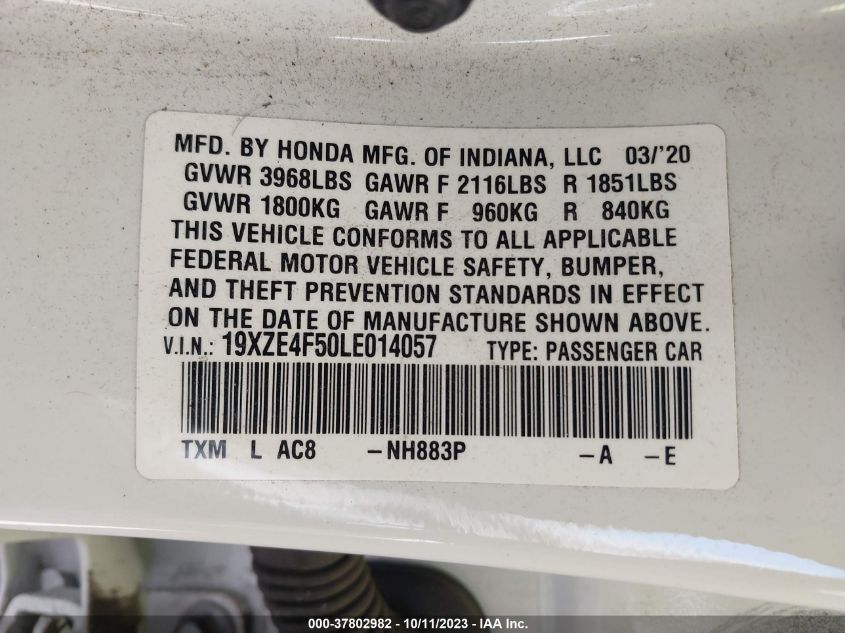 MFD. BY HONDA MFG. OF INDIANA, LLC 03/'20
GVWR 3968LBS GAWR F 2116LBS R 1851LBS
GVWR 1800KG GAWR F 960KG R 840KG
THIS VEHICLE CONFORMS TO ALL APPLICABLE
FEDERAL MOTOR VEHICLE SAFETY, BUMPER,
AND THEFT PREVENTION STANDARDS IN EFFECT
ON THE DATE OF MANUFACTURE SHOWN ABOVE.
V.I.N.: 19XZE4F50LE014057 TYPE: PASSENGER CAR
TXM L AC8 -NH883P -A -E
000-37802982 - 10/11/2023 - IAA Inc.